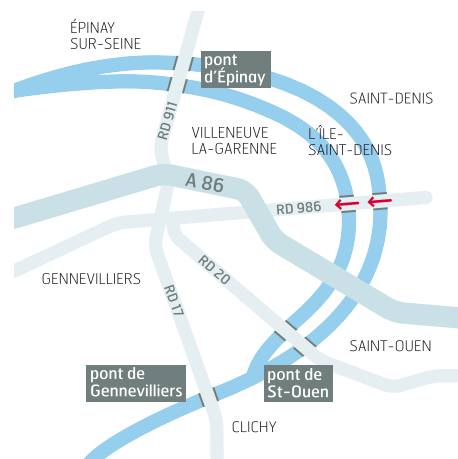 ÉPINAY
SUR-SEINE
pont
d'Épinay
SAINT-DENIS
RD 911
VILLENEUVE
LA-GARENNE
L'ÎLE-
SAINT-DENIS
A 86
RD 986
GENNEVILLIERS
RD 20
RD 17
SAINT-OUEN
pont de
Gennevilliers
pont de
St-Ouen
CLICHY